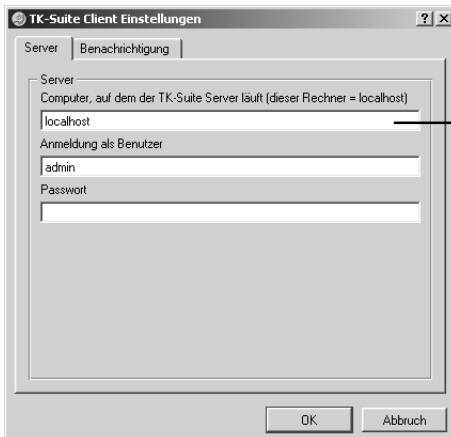 TK-Suite Client Einstellungen
Server Benachrichtigung
Server
Computer, auf dem der TK-Suite Server läuft (dieser Rechner = localhost)
localhost
Anmeldung als Benutzer
admin
Passwort
OK Abbruch